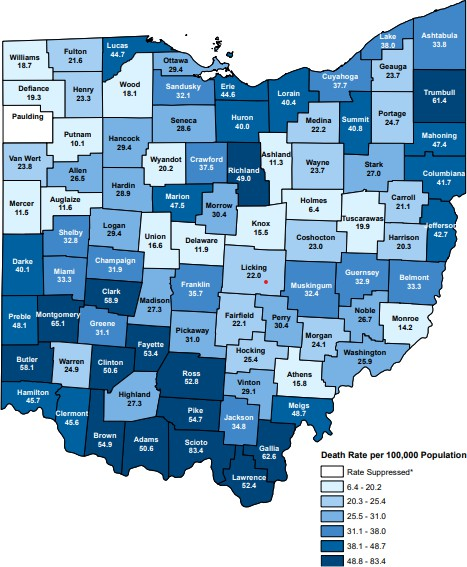 Williams
18.7
Fulton
21.6
Lucas
44.7
Ottawa
29.4
Lake
38.0
Ashtabula
33.8
Geauga
23.7
Defiance
19.3
Henry
23.3
Wood
18.1
Sandusky
32.1
Erie
44.6
Lorain
40.4
Cuyahoga
37.7
Trumbull
61.4
Paulding
Putnam
10.1
Hancock
29.4
Seneca
28.6
Huron
40.0
Medina
22.2
Summit
40.8
Portage
24.7
Mahoning
47.4
Van Wert
23.8
Allen
26.5
Wyandot
20.2
Crawford
37.5
Richland
49.0
Ashland
11.3
Wayne
23.7
Stark
27.0
Columbiana
41.7
Mercer
11.5
Auglaize
11.6
Hardin
28.9
Marion
47.5
Morrow
30.4
Knox
15.5
Holmes
6.4
Tuscarawas
19.9
Carroll
21.1
Jefferson
42.7
Shelby
32.8
Logan
29.4
Union
16.6
Delaware
11.9
Coshocton
23.0
Harrison
20.3
Darke
40.1
Miami
33.3
Champaign
31.9
Licking
22.0
Muskingum
32.4
Guernsey
32.9
Belmont
33.3
Clark
58.9
Madison
27.3
Franklin
35.7
Preble
48.1
Montgomery
65.1
Greene
31.1
Pickaway
31.0
Fairfield
22.1
Perry
30.4
Noble
26.7
Monroe
14.2
Morgan
24.1
Butler
58.1
Warren
24.9
Clinton
50.6
Fayette
53.4
Ross
52.8
Hocking
25.4
Washington
25.9
Athens
15.8
Hamilton
45.7
Clermont
45.6
Highland
27.3
Vinton
29.1
Meigs
48.7
Brown
54.9
Adams
50.6
Pike
54.7
Scioto
83.4
Jackson
34.8
Gallia
62.6
Lawrence
52.4
Death Rate per 100,000 Population
Rate Suppressed*
6.4 - 20.2
20.3 - 25.4
25.5 - 31.0
31.1 - 38.0
38.1 - 48.7
48.8 - 83.4